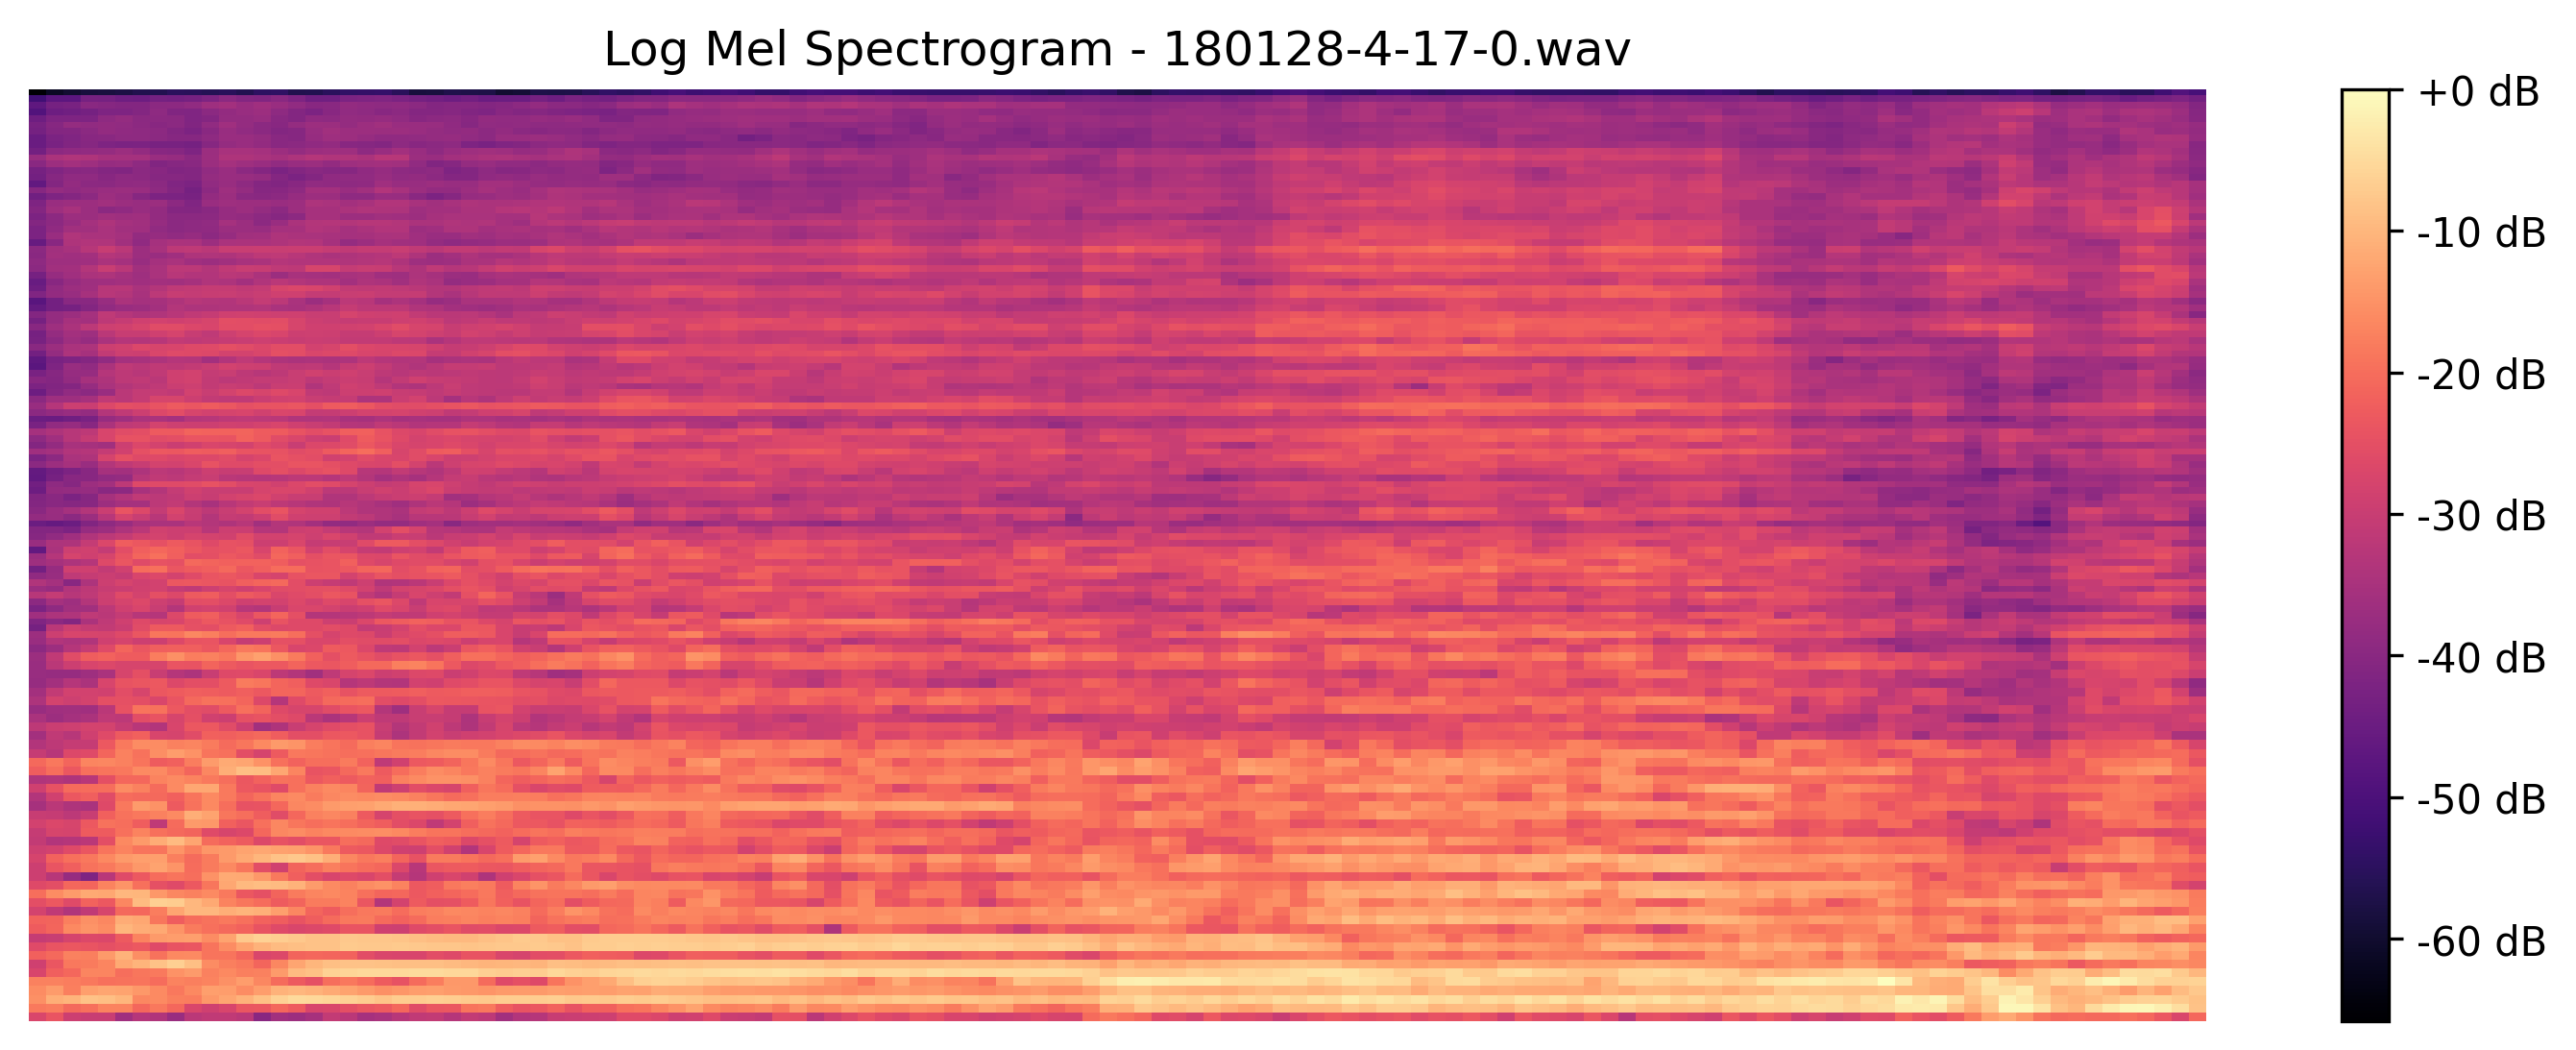 Log Mel Spectrogram - 180128-4-17-0.wav
+0 dB
-10 dB
-20 dB
-30 dB
-40 dB
-50 dB
-60 dB